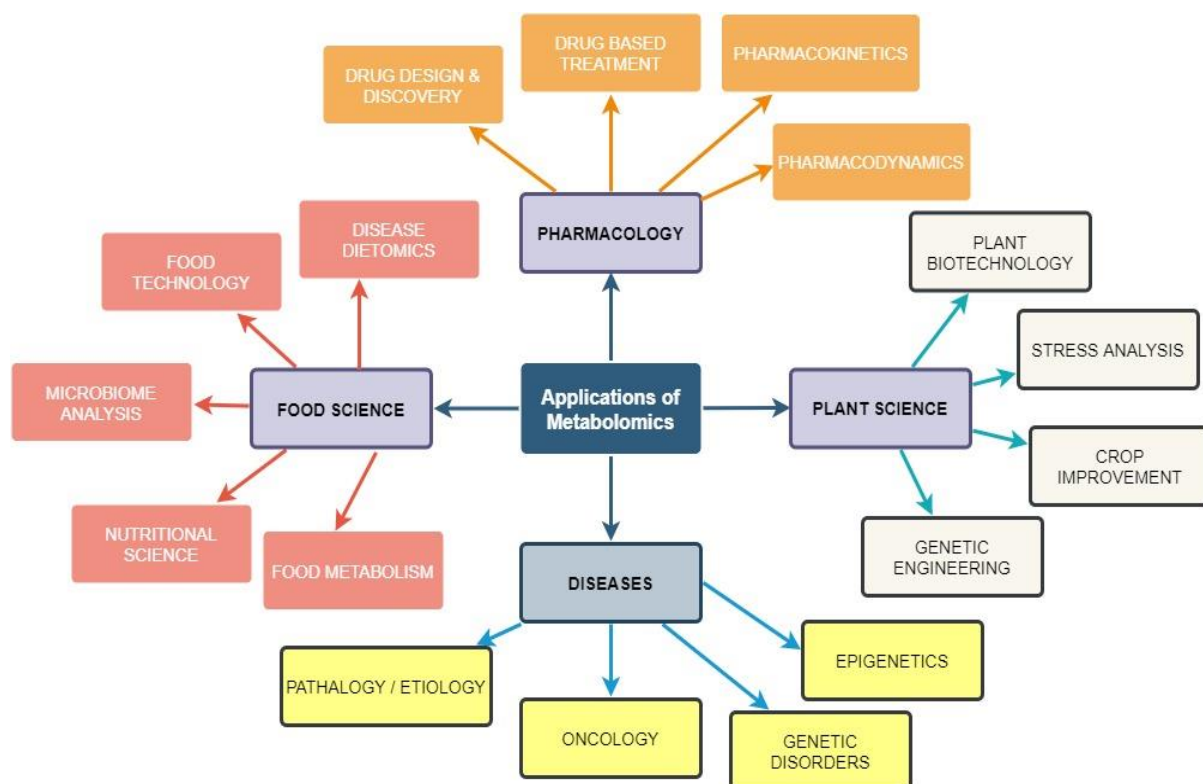 DRUG BASED
TREATMENT
PHARMACOKINETICS
DRUG DESIGN &
DISCOVERY
PHARMACODYNAMICS
PHARMACOLOGY
DISEASE
DIETOMICS
FOOD
TECHNOLOGY
MICROBIOME
ANALYSIS
FOOD SCIENCE
NUTRITIONAL
SCIENCE
FOOD METABOLISM
Applications of
Metabolomics
PLANT
BIOTECHNOLOGY
STRESS ANALYSIS
PLANT SCIENCE
CROP
IMPROVEMENT
GENETIC
ENGINEERING
DISEASES
PATHALOGY / ETIOLOGY
ONCOLOGY
GENETIC
DISORDERS
EPIGENETICS